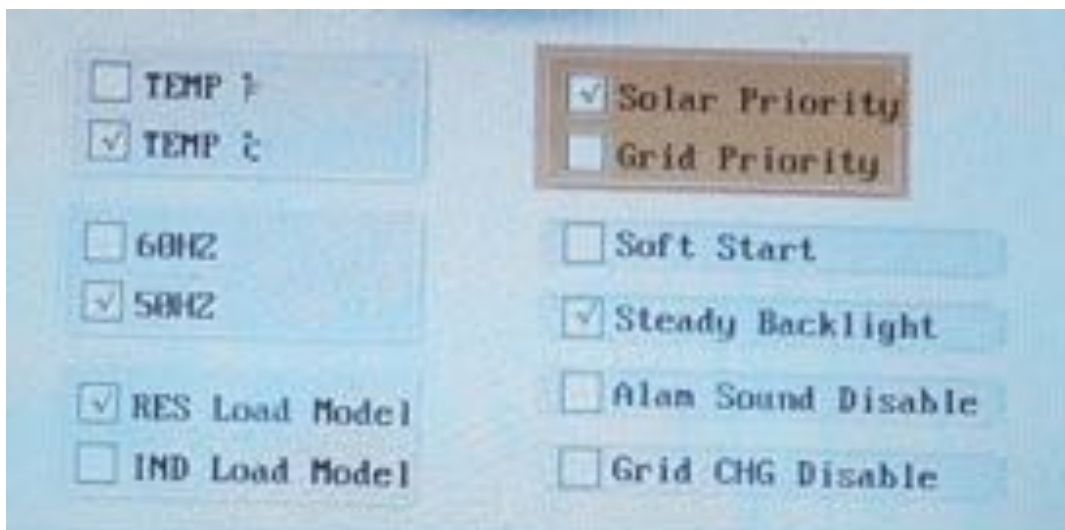 TEMP °F
TEMP °C
60HZ
50HZ
RES Load Model
IND Load Model
Solar Priority
Grid Priority
Soft Start
Steady Backlight
Alam Sound Disable
Grid CHG Disable